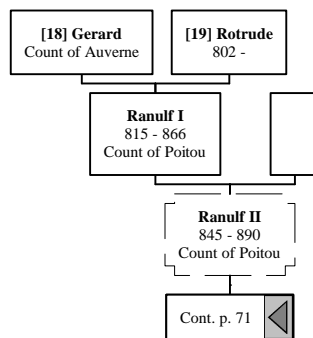 [18] Gerard
Count of Auverne
[19] Rotrude
802 -
Ranulf I
815 - 866
Count of Poitou
Ranulf II
845 - 890
Count of Poitou
Cont. p. 71